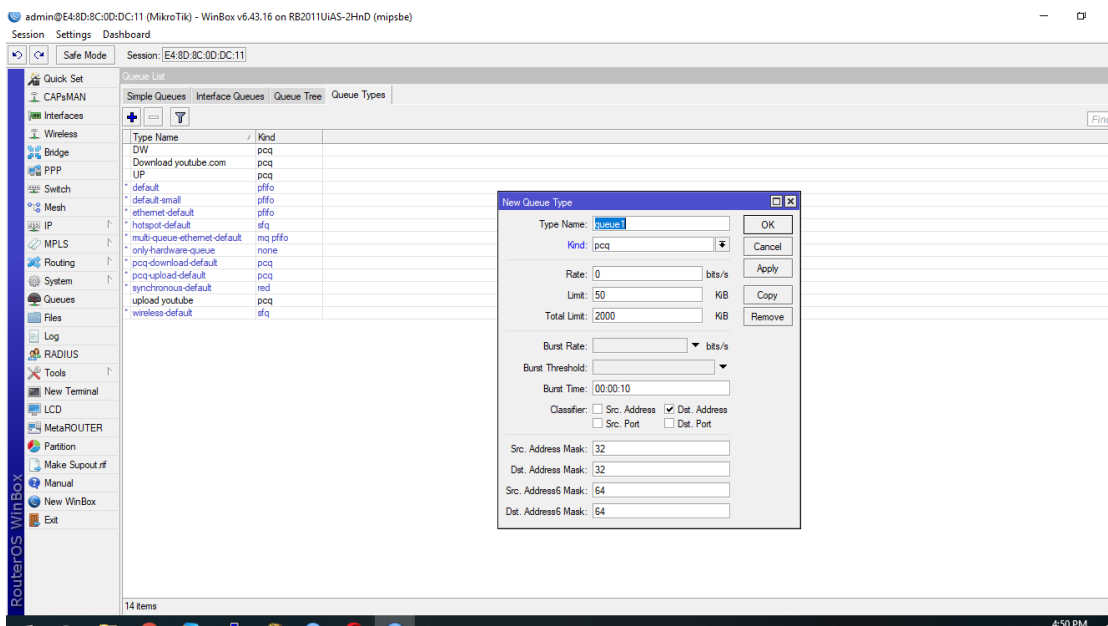 admin@E4:8D:8C:0D:DC:11 (MikroTik) - WinBox v6.43.16 on RB2011UiAS-2HnD (mipsbe)
Session Settings Dashboard
Safe Mode Session: E4:8D:8C:0D:DC:11
Quick Set
CAPsMAN
Interfaces
Wireless
Bridge
PPP
Switch
Mesh
IP
MPLS
Routing
System
Queues
Files
Log
RADIUS
Tools
New Terminal
LCD
MetaROUTER
Partition
Make Supout.rif
Manual
New WinBox
Exit
RouterOS WinBox
Queue List
Simple Queues Interface Queues Queue Tree Queue Types
Find
Type Name / Kind
DW pcq
Download youtube.com pcq
UP pcq
* default pfifo
* default-small pfifo
* ethernet-default pfifo
* hotspot-default sfq
* multi-queue-ethernet-default mq pfifo
* only-hardware-queue none
* pcq-download-default pcq
* pcq-upload-default pcq
* synchronous-default red
upload youtube pcq
* wireless-default sfq
14 items
New Queue Type
Type Name: queue1 OK
Kind: pcq Cancel
Rate: 0 bits/s Apply
Limit: 50 KiB Copy
Total Limit: 2000 KiB Remove
Burst Rate: bits/s
Burst Threshold:
Burst Time: 00:00:10
Classifier: Src. Address Dst. Address
Src. Port Dst. Port
Src. Address Mask: 32
Dst. Address Mask: 32
Src. Address6 Mask: 64
Dst. Address6 Mask: 64
4:50 PM